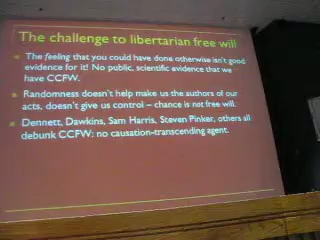 The challenge to libertarian free will
The feeling that you could have done otherwise isn't good
evidence for it! No public, scientific evidence that we
have CCFW.
Randomness doesn't help make us the authors of our
acts, doesn't give us control – chance is not free will.
Dennett, Dawkins, Sam Harris, Steven Pinker, others all
debunk CCFW: no causation-transcending agent.